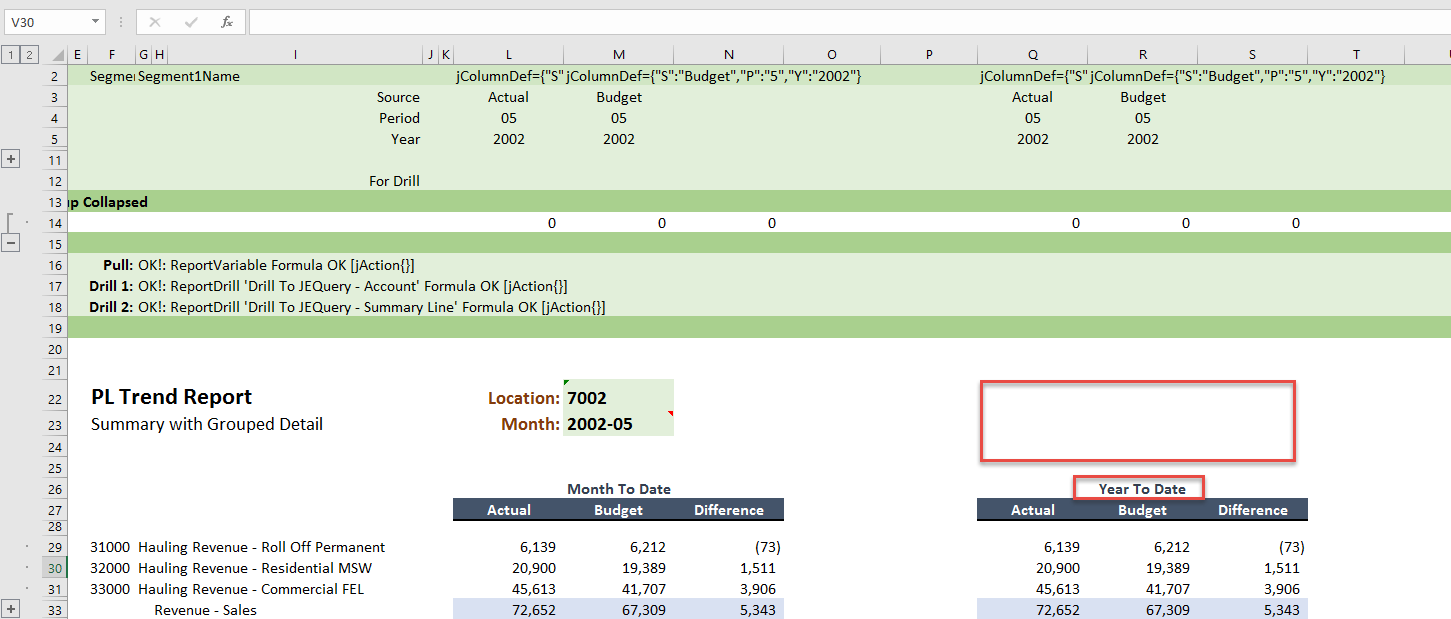 V30 fx
1 2 E F G H I J K L M N O P Q R S T
2 Segmer Segment1Name jColumnDef={"S" jColumnDef={"S":"Budget","P":"5","Y":"2002"} jColumnDef={"S" jColumnDef={"S":"Budget","P":"5","Y":"2002"}
3 Source Actual Budget Actual Budget
4 Period 05 05 05 05
5 Year 2002 2002 2002 2002
11
12 For Drill
13 up Collapsed
14 0 0 0 0 0 0
15
16 Pull: OK!: ReportVariable Formula OK [jAction{}]
17 Drill 1: OK!: ReportDrill 'Drill To JEQuery - Account' Formula OK [jAction{}]
18 Drill 2: OK!: ReportDrill 'Drill To JEQuery - Summary Line' Formula OK [jAction{}]
19
20
21
22 PL Trend Report Location: 7002
23 Summary with Grouped Detail Month: 2002-05
24
25
26 Month To Date Year To Date
27 Actual Budget Difference Actual Budget Difference
28
29 31000 Hauling Revenue - Roll Off Permanent 6,139 6,212 (73) 6,139 6,212 (73)
30 32000 Hauling Revenue - Residential MSW 20,900 19,389 1,511 20,900 19,389 1,511
31 33000 Hauling Revenue - Commercial FEL 45,613 41,707 3,906 45,613 41,707 3,906
33 Revenue - Sales 72,652 67,309 5,343 72,652 67,309 5,343